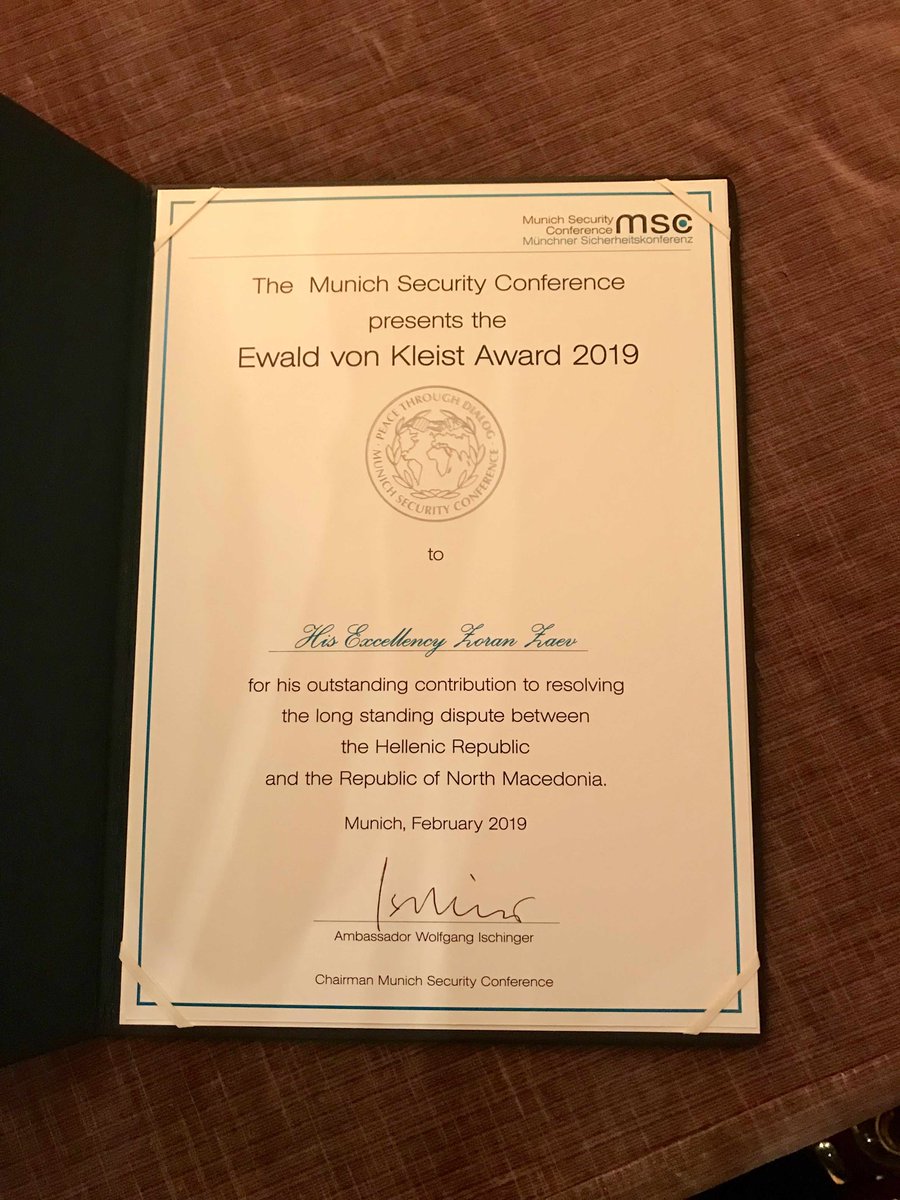 Munich Security
Conference msc
Münchner Sicherheitskonferenz
The Munich Security Conference
presents the
Ewald von Kleist Award 2019
· PEACE THROUGH DIALOG ·
MUNICH SECURITY CONFERENCE
to
His Excellency Zoran Zaev
for his outstanding contribution to resolving
the long standing dispute between
the Hellenic Republic
and the Republic of North Macedonia.
Munich, February 2019
Ischinger
Ambassador Wolfgang Ischinger
Chairman Munich Security Conference